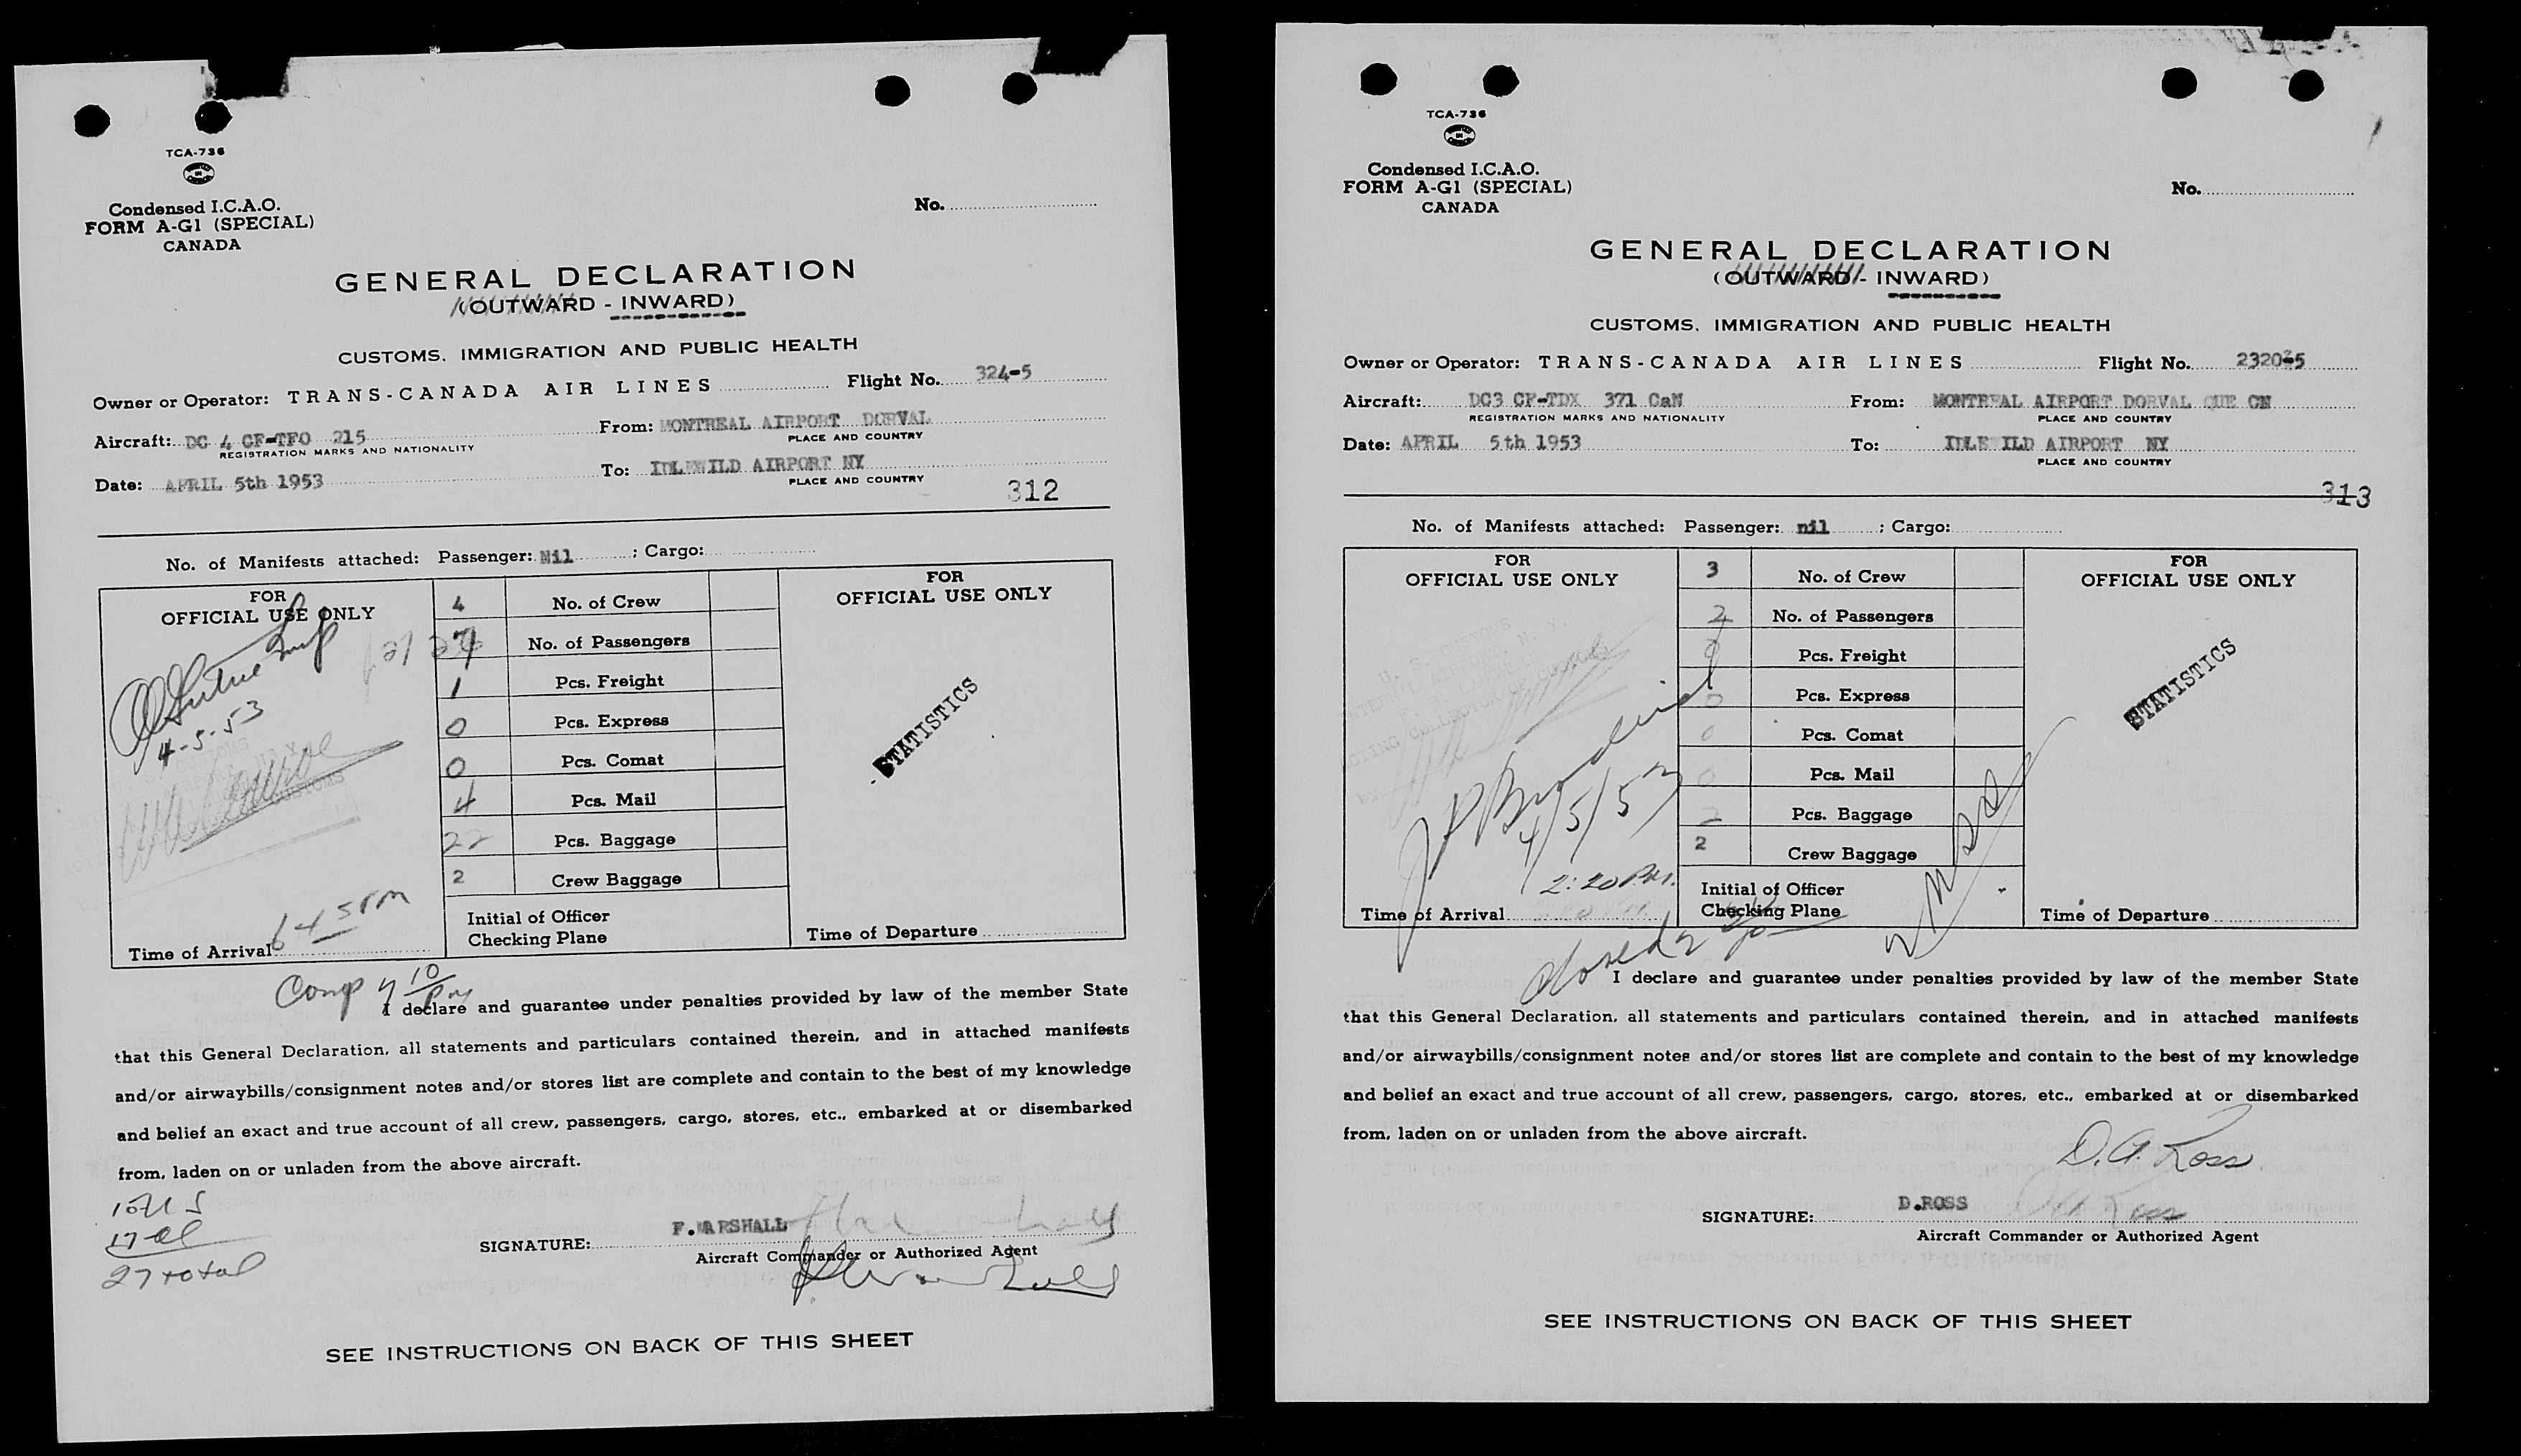 TCA-736
Condensed I.C.A.O.
FORM A-G1 (SPECIAL)
CANADA
No.
GENERAL DECLARATION
(OUTWARD - INWARD)
CUSTOMS, IMMIGRATION AND PUBLIC HEALTH
Owner or Operator: TRANS-CANADA AIR LINES Flight No. 324-5
Aircraft: DC 4 CF-TFO 215 From: MONTREAL AIRPORT DORVAL
REGISTRATION MARKS AND NATIONALITY PLACE AND COUNTRY
Date: APRIL 5th 1953 To: IDLEWILD AIRPORT NY
PLACE AND COUNTRY
312
No. of Manifests attached: Passenger: Nil ; Cargo:
FOR
OFFICIAL USE ONLY
4-5-53
Time of Arrival 6 45 PM
4 No. of Crew
No. of Passengers
1 Pcs. Freight
0 Pcs. Express
0 Pcs. Comat
4 Pcs. Mail
22 Pcs. Baggage
2 Crew Baggage
Initial of Officer
Checking Plane
FOR
OFFICIAL USE ONLY
STATISTICS
Time of Departure
Comp 7 10 PM
I declare and guarantee under penalties provided by law of the member State
that this General Declaration, all statements and particulars contained therein, and in attached manifests
and/or airwaybills/consignment notes and/or stores list are complete and contain to the best of my knowledge
and belief an exact and true account of all crew, passengers, cargo, stores, etc., embarked at or disembarked
from, laden on or unladen from the above aircraft.
10 US
17 al
27 total
SIGNATURE: F. MARSHALL
Aircraft Commander or Authorized Agent
SEE INSTRUCTIONS ON BACK OF THIS SHEET
TCA-736
Condensed I.C.A.O.
FORM A-G1 (SPECIAL)
CANADA
No.
GENERAL DECLARATION
(OUTWARD - INWARD)
CUSTOMS, IMMIGRATION AND PUBLIC HEALTH
Owner or Operator: TRANS-CANADA AIR LINES Flight No. 2320-5
Aircraft: DC3 CF-TDX 371 CaN From: MONTREAL AIRPORT DORVAL QUE CN
REGISTRATION MARKS AND NATIONALITY PLACE AND COUNTRY
Date: APRIL 5th 1953 To: IDLEWILD AIRPORT NY
PLACE AND COUNTRY
313
No. of Manifests attached: Passenger: nil ; Cargo:
FOR
OFFICIAL USE ONLY
4/5/53
2:20 P.M.
Time of Arrival
3 No. of Crew
2 No. of Passengers
0 Pcs. Freight
0 Pcs. Express
0 Pcs. Comat
0 Pcs. Mail
2 Pcs. Baggage
2 Crew Baggage
Initial of Officer
Checking Plane
FOR
OFFICIAL USE ONLY
STATISTICS
Time of Departure
closed 2
I declare and guarantee under penalties provided by law of the member State
that this General Declaration, all statements and particulars contained therein, and in attached manifests
and/or airwaybills/consignment notes and/or stores list are complete and contain to the best of my knowledge
and belief an exact and true account of all crew, passengers, cargo, stores, etc., embarked at or disembarked
from, laden on or unladen from the above aircraft.
D.A. Ross
SIGNATURE: D.ROSS
Aircraft Commander or Authorized Agent
SEE INSTRUCTIONS ON BACK OF THIS SHEET